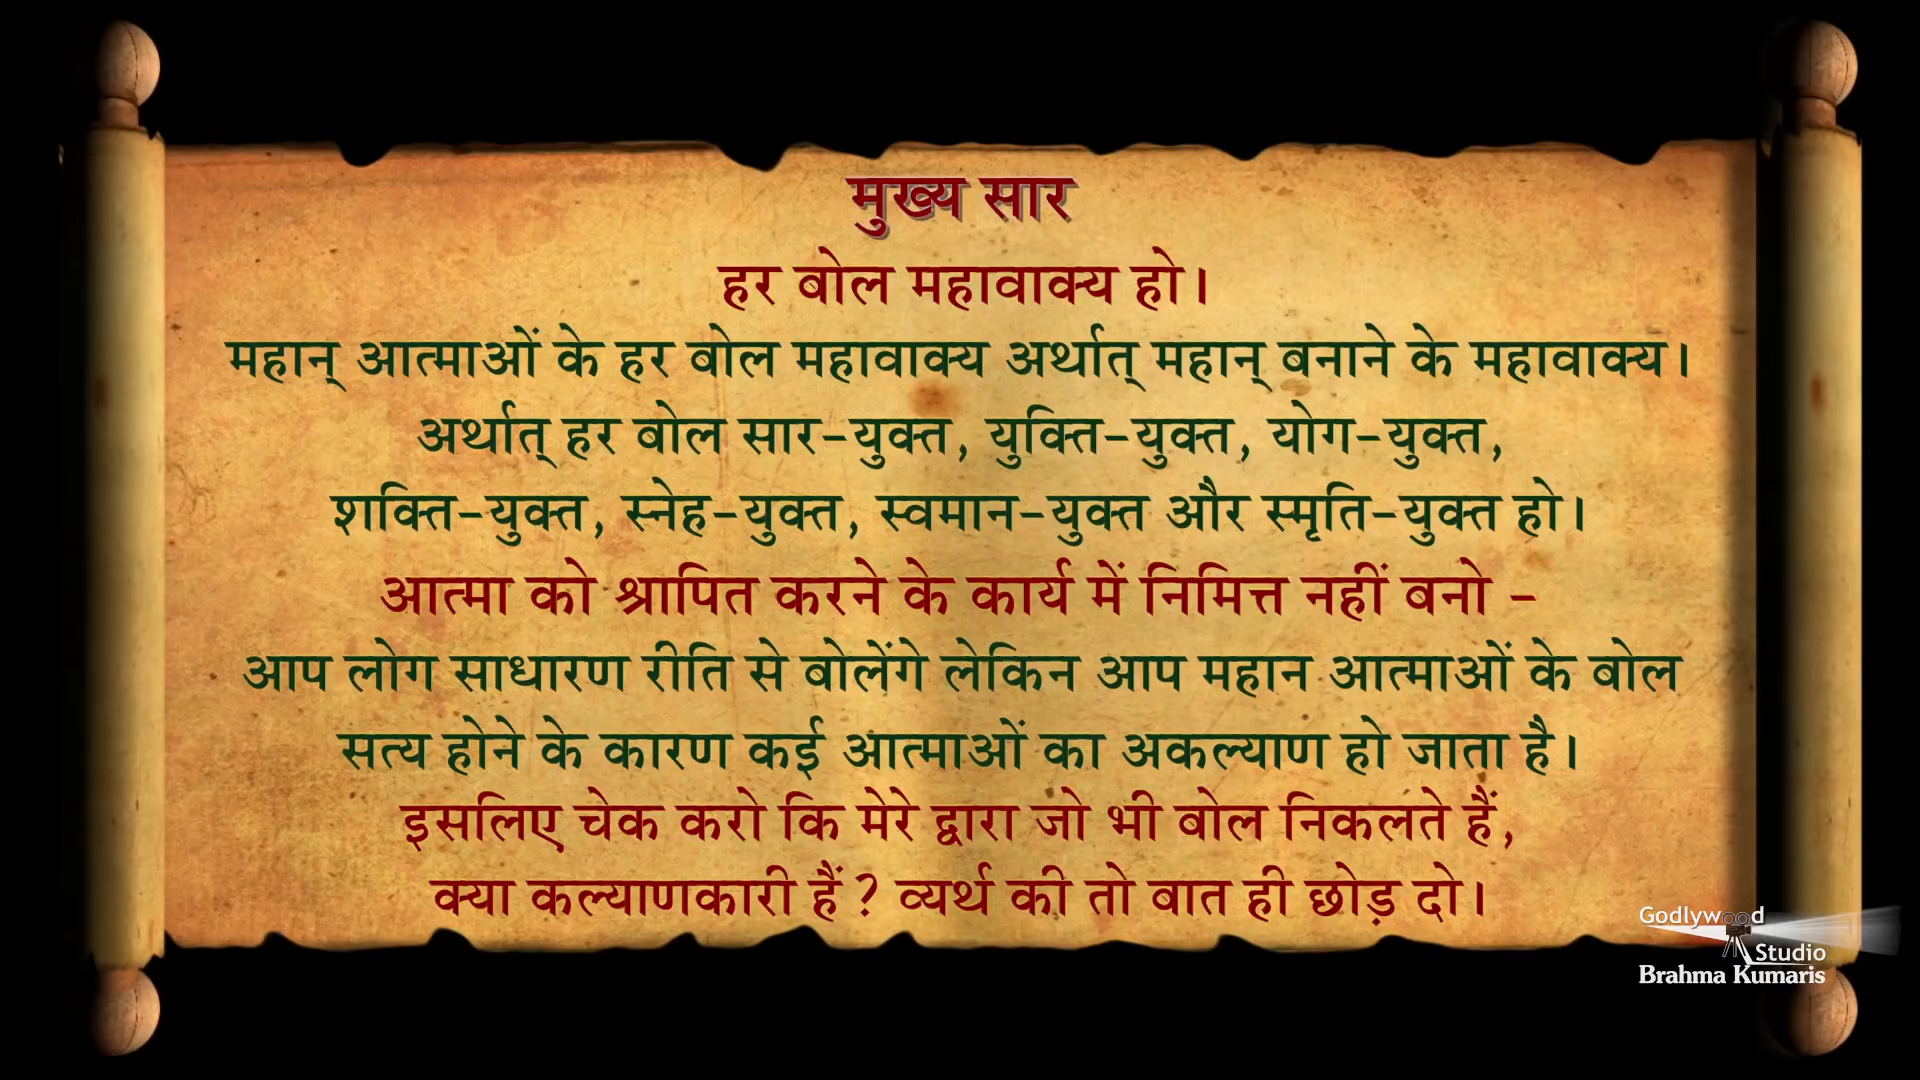 मुख्य सार
हर बोल महावाक्य हो।
महान् आत्माओं के हर बोल महावाक्य अर्थात् महान् बनाने के महावाक्य।
अर्थात् हर बोल सार-युक्त, युक्ति-युक्त, योग-युक्त,
शक्ति-युक्त, स्नेह-युक्त, स्वमान-युक्त और स्मृति-युक्त हो।
आत्मा को श्रापित करने के कार्य में निमित्त नहीं बनो -
आप लोग साधारण रीति से बोलेंगे लेकिन आप महान आत्माओं के बोल
सत्य होने के कारण कई आत्माओं का अकल्याण हो जाता है।
इसलिए चेक करो कि मेरे द्वारा जो भी बोल निकलते हैं,
क्या कल्याणकारी हैं? व्यर्थ की तो बात ही छोड़ दो।
Godlywood
Studio
Brahma Kumaris